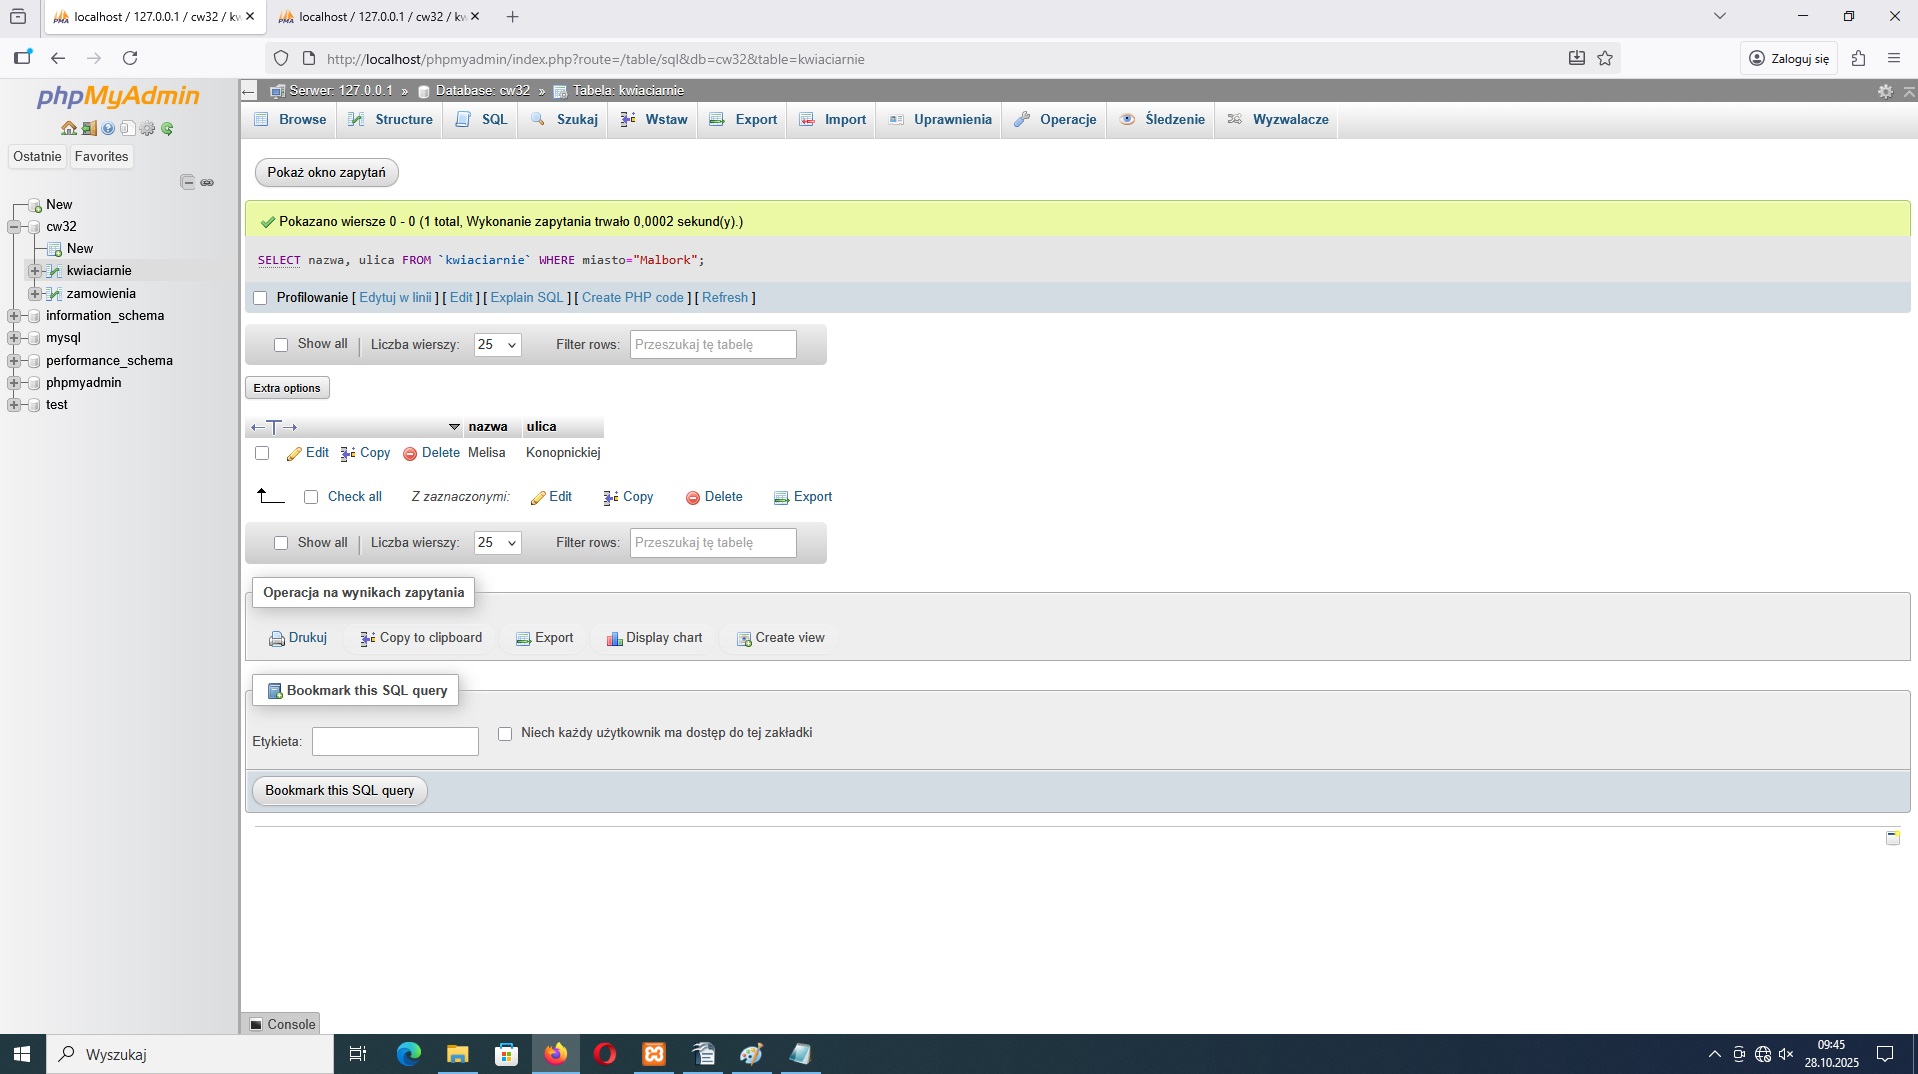 localhost / 127.0.0.1 / cw32 / kw
localhost / 127.0.0.1 / cw32 / kw
http://localhost/phpmyadmin/index.php?route=/table/sql&db=cw32&table=kwiaciarnie
Zaloguj się
phpMyAdmin
Ostatnie Favorites
New
cw32
New
kwiaciarnie
zamowienia
information_schema
mysql
performance_schema
phpmyadmin
test
Serwer: 127.0.0.1 » Database: cw32 » Tabela: kwiaciarnie
Browse Structure SQL Szukaj Wstaw Export Import Uprawnienia Operacje Śledzenie Wyzwalacze
Pokaż okno zapytań
Pokazano wiersze 0 - 0 (1 total, Wykonanie zapytania trwało 0,0002 sekund(y).)
SELECT nazwa, ulica FROM `kwiaciarnie` WHERE miasto="Malbork";
Profilowanie [ Edytuj w linii ] [ Edit ] [ Explain SQL ] [ Create PHP code ] [ Refresh ]
Show all Liczba wierszy: 25 Filter rows: Przeszukaj tę tabelę
Extra options
nazwa ulica
Edit Copy Delete Melisa Konopnickiej
Check all Z zaznaczonymi: Edit Copy Delete Export
Show all Liczba wierszy: 25 Filter rows: Przeszukaj tę tabelę
Operacja na wynikach zapytania
Drukuj Copy to clipboard Export Display chart Create view
Bookmark this SQL query
Etykieta: Niech każdy użytkownik ma dostęp do tej zakładki
Bookmark this SQL query
Console
Wyszukaj
09:45
28.10.2025